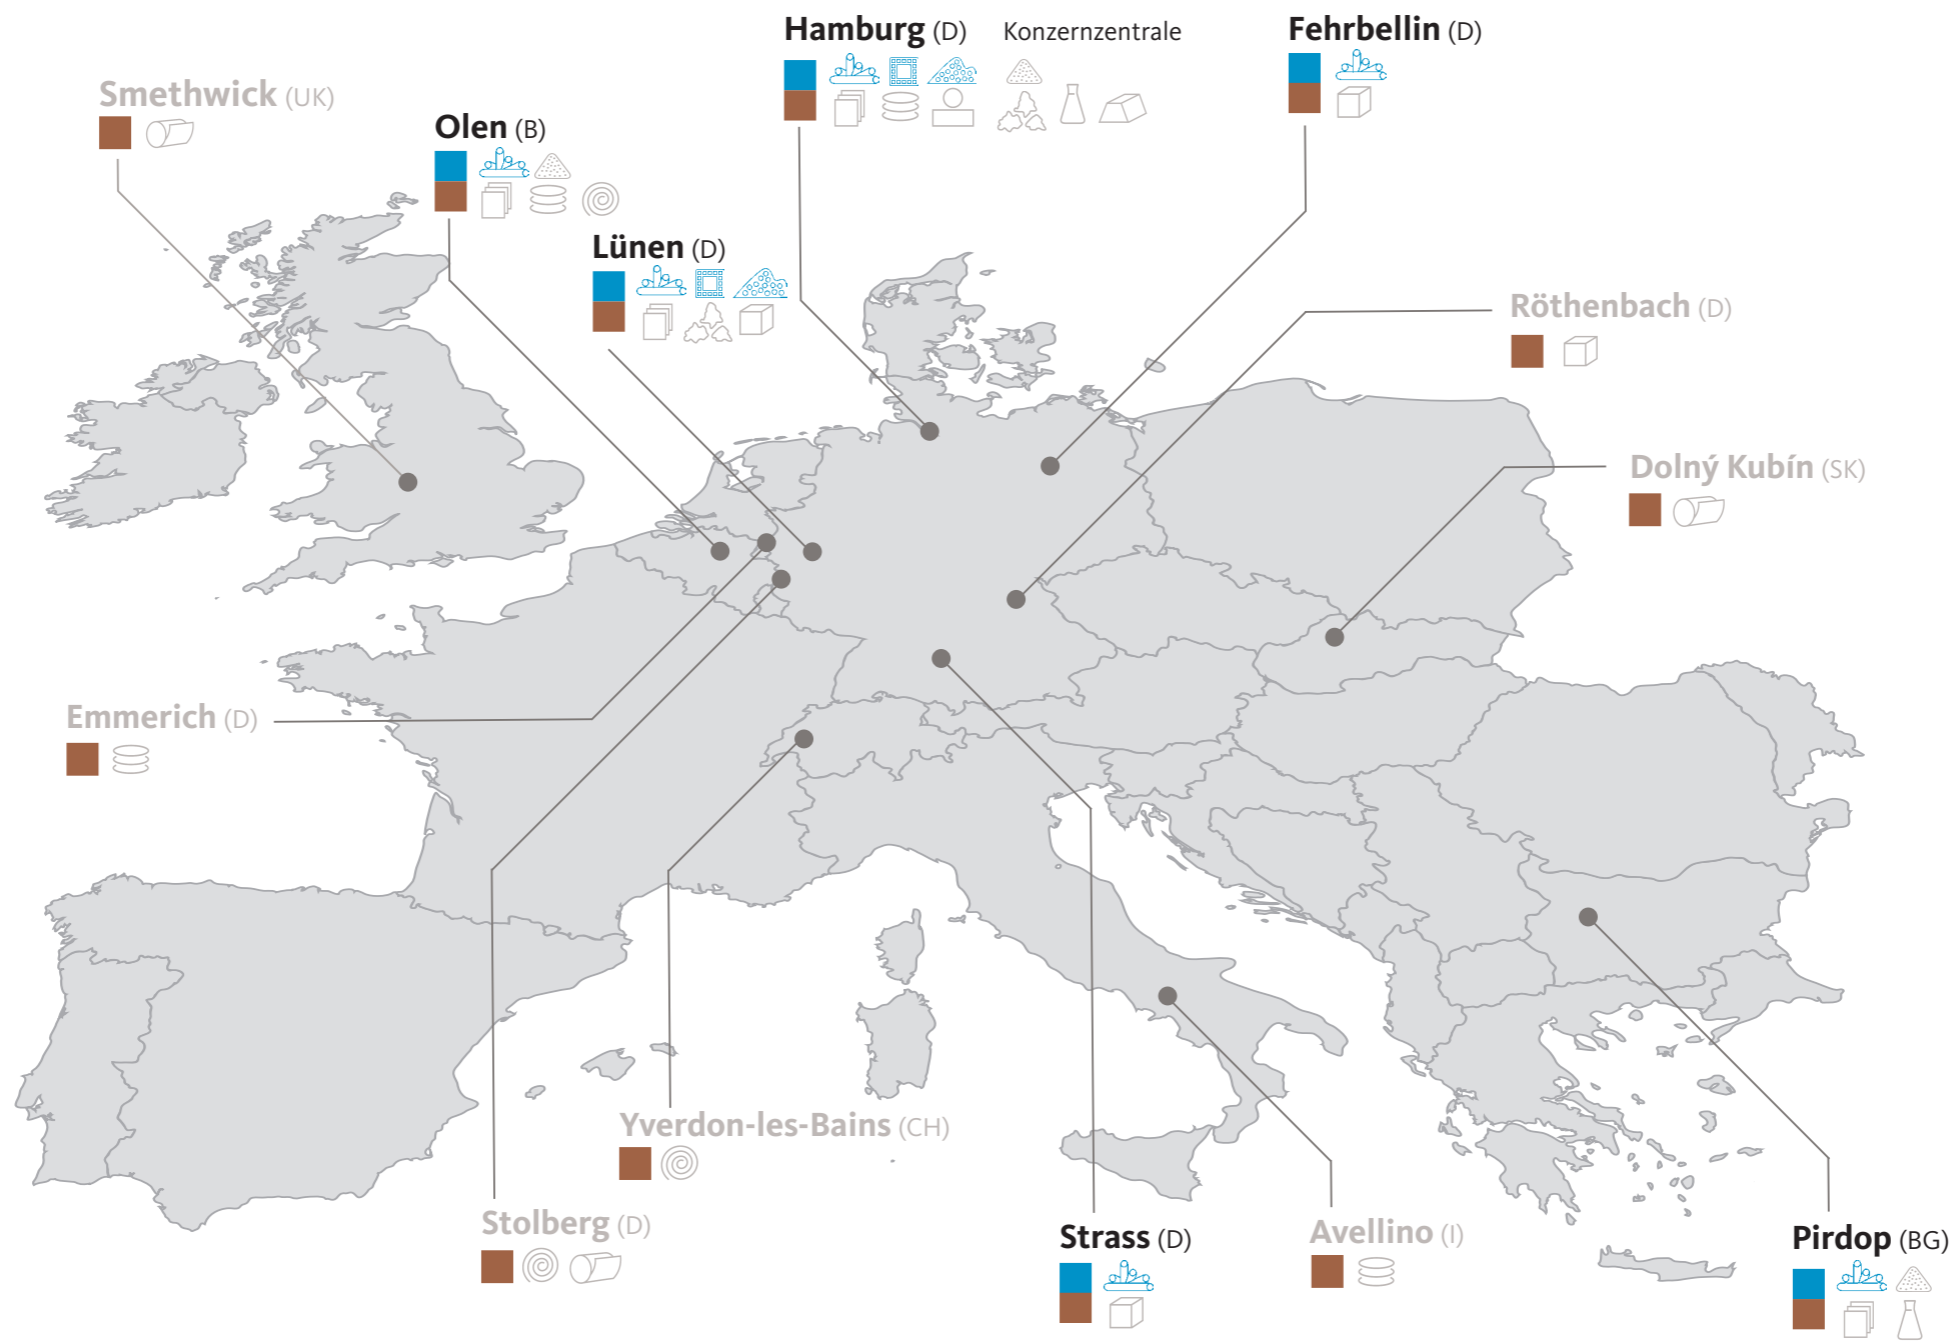 Hamburg (D) Konzernzentrale
Fehrbellin (D)
Smethwick (UK)
Olen (B)
Lünen (D)
Röthenbach (D)
Dolný Kubín (SK)
Emmerich (D)
Yverdon-les-Bains (CH)
Stolberg (D)
Strass (D)
Avellino (I)
Pirdop (BG)